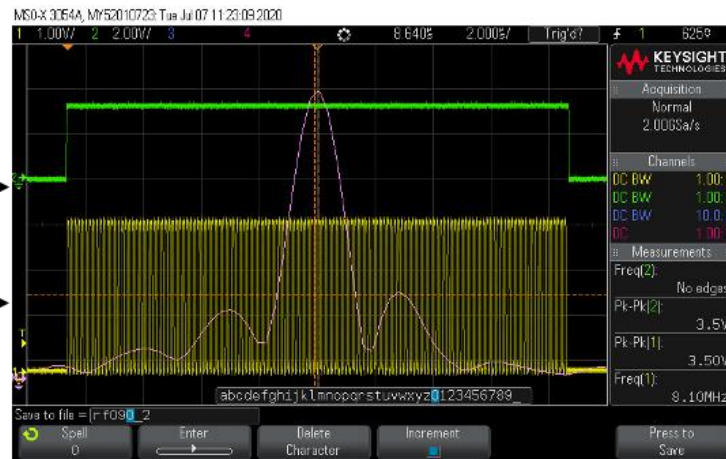 MSO-X 3054A, MY52010723: Tue Jul 07 11:23:09 2020
1 1.00V/ 2 2.00V/ 3 4 8.640s 2.000s/ Trig'd? 1 625
KEYSIGHT
TECHNOLOGIES
Acquisition
Normal
2.00GSa/s
Channels
DC BW 1.00:
DC BW 1.00:
DC BW 10.0:
DC 1.00:
Measurements
Freq(2):
No edges
Pk-Pk(2):
3.5V
Pk-Pk(1):
3.50V
Freq(1):
8.10MHz
T
abcdefghijklmnopqrstuvwxyz0123456789_
Save to file = rf090_2
Spell
0
Enter
Delete
Character
Increment
Press to
Save